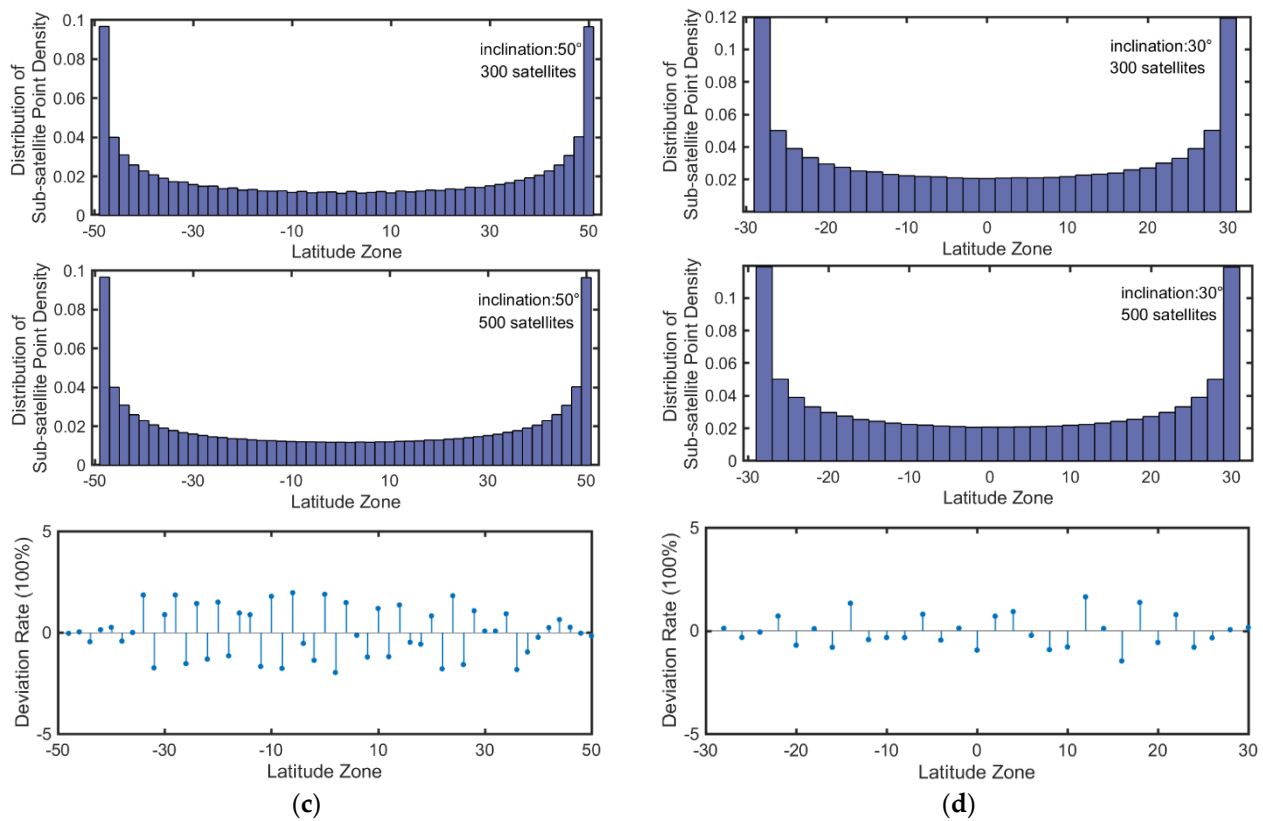 0.1
0.08
0.06
0.04
0.02
0
Distribution of
Sub-satellite Point Density
inclination:50°
300 satellites
-50 -30 -10 10 30 50
Latitude Zone
0.12
0.1
0.08
0.06
0.04
0.02
Distribution of
Sub-satellite Point Density
inclination:30°
300 satellites
-30 -20 -10 0 10 20 30
Latitude Zone
0.1
0.08
0.06
0.04
0.02
0
Distribution of
Sub-satellite Point Density
inclination:50°
500 satellites
-50 -30 -10 10 30 50
Latitude Zone
0.1
0.08
0.06
0.04
0.02
0
Distribution of
Sub-satellite Point Density
inclination:30°
500 satellites
-30 -20 -10 0 10 20 30
Latitude Zone
5
0
-5
Deviation Rate (100%)
-50 -30 -10 10 30 50
Latitude Zone
(c)
5
0
-5
Deviation Rate (100%)
-30 -20 -10 0 10 20 30
Latitude Zone
(d)